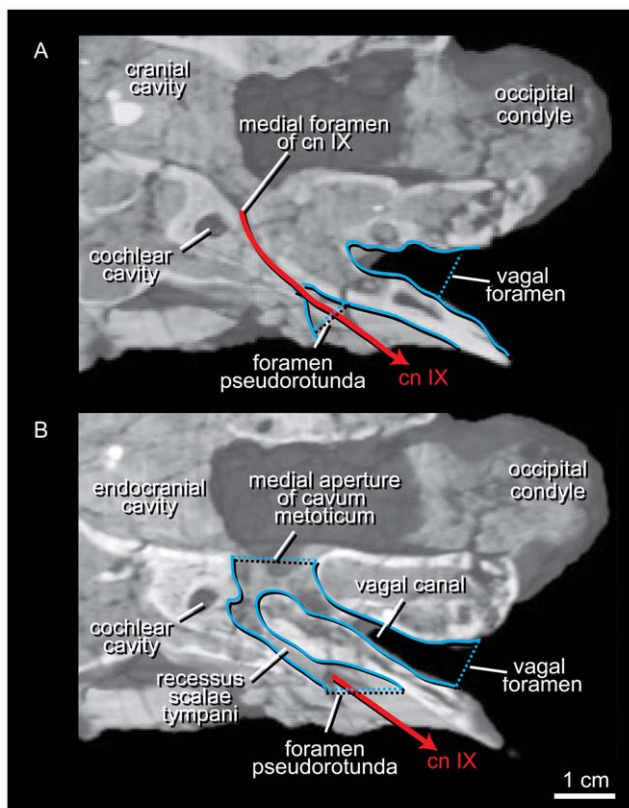 A
cranial
cavity
medial foramen
of cn IX
occipital
condyle
cochlear
cavity
vagal
foramen
foramen
pseudorotunda
cn IX
B
endocranial
cavity
medial aperture
of cavum
metoticum
occipital
condyle
vagal canal
cochlear
cavity
recessus
scalae
tympani
vagal
foramen
foramen
pseudorotunda
cn IX
1 cm